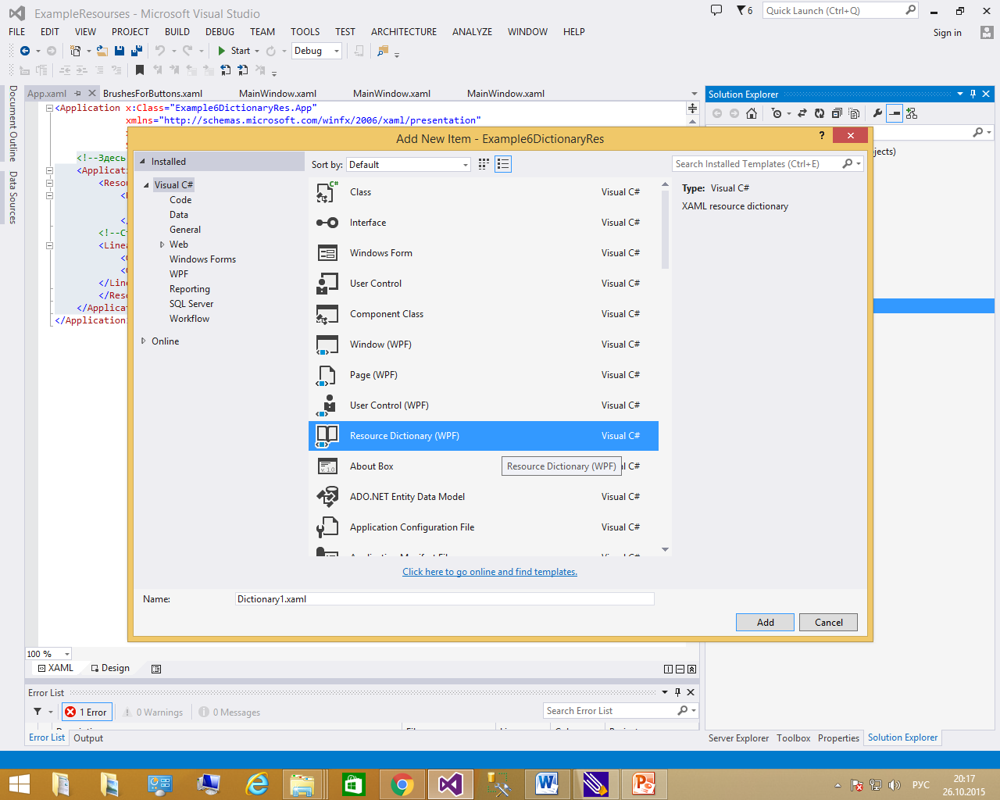 ExampleResourses - Microsoft Visual Studio
6
Quick Launch (Ctrl+Q)
FILE EDIT VIEW PROJECT BUILD DEBUG TEAM TOOLS TEST ARCHITECTURE ANALYZE WINDOW HELP
Sign in
Start
Debug
Document Outline
Data Sources
App.xaml
BrushesForButtons.xaml
MainWindow.xaml
MainWindow.xaml
MainWindow.xaml
<Application x:Class="Example6DictionaryRes.App"
xmlns="http://schemas.microsoft.com/winfx/2006/xaml/presentation"
<!--Здесь
<Applicati
<Resou
</
<!--Ст
<Linea
<
<
</Line
</Reso
</Applicat
</Application
Solution Explorer
jects)
Add New Item - Example6DictionaryRes
?
Installed
Sort by: Default
Search Installed Templates (Ctrl+E)
Visual C#
Code
Data
General
Web
Windows Forms
WPF
Reporting
SQL Server
Workflow
Online
Class Visual C#
Interface Visual C#
Windows Form Visual C#
User Control Visual C#
Component Class Visual C#
Window (WPF) Visual C#
Page (WPF) Visual C#
User Control (WPF) Visual C#
Resource Dictionary (WPF) Visual C#
About Box l C#
Resource Dictionary (WPF)
ADO.NET Entity Data Model Visual C#
Application Configuration File Visual C#
Type: Visual C#
XAML resource dictionary
Click here to go online and find templates.
Name: Dictionary1.xaml
Add
Cancel
100 %
XAML
Design
Error List
1 Error
0 Warnings
0 Messages
Search Error List
Error List
Output
Server Explorer Toolbox Properties Solution Explorer
РУС
20:17
26.10.2015